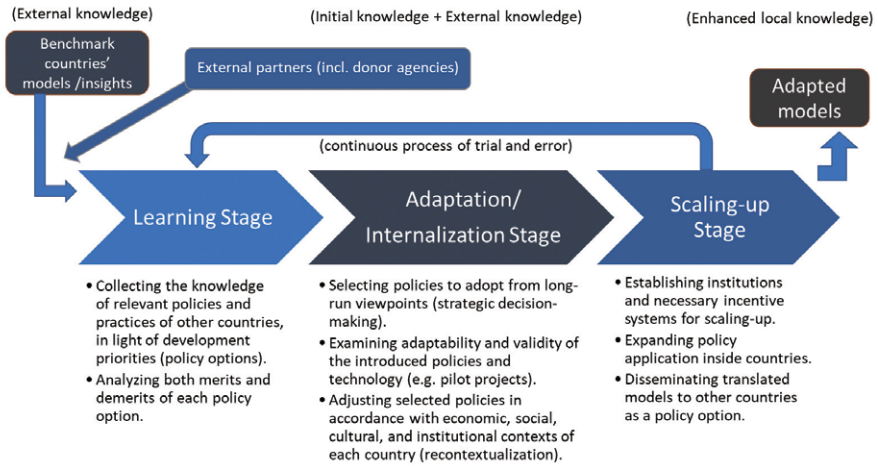 (External knowledge)
(Initial knowledge + External knowledge)
(Enhanced local knowledge)
Benchmark
countries'
models /insights
External partners (incl. donor agencies)
Adapted
models
(continuous process of trial and error)
Learning Stage
Adaptation/
Internalization Stage
Scaling-up
Stage
• Collecting the knowledge
of relevant policies and
practices of other countries,
in light of development
priorities (policy options).
• Analyzing both merits and
demerits of each policy
option.
• Selecting policies to adopt from long-
run viewpoints (strategic decision-
making).
• Examining adaptability and validity of
the introduced policies and
technology (e.g. pilot projects).
• Adjusting selected policies in
accordance with economic, social,
cultural, and institutional contexts of
each country (recontextualization).
• Establishing institutions
and necessary incentive
systems for scaling-up.
• Expanding policy
application inside countries.
• Disseminating translated
models to other countries
as a policy option.